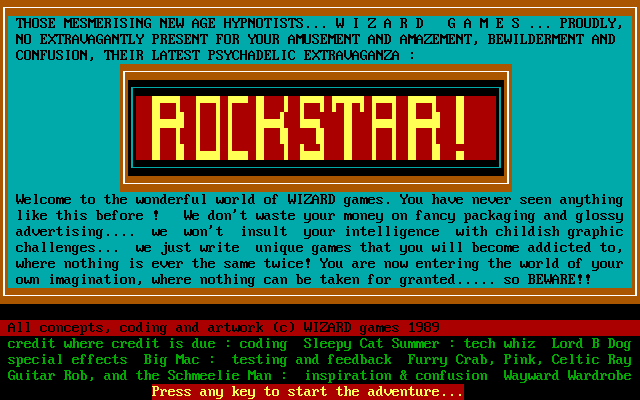 THOSE MESMERISING NEW AGE HYPNOTISTS... W I Z A R D   G A M E S ... PROUDLY,
NO EXTRAVAGANTLY PRESENT FOR YOUR AMUSEMENT AND AMAZEMENT, BEWILDERMENT AND
CONFUSION, THEIR LATEST PSYCHADELIC EXTRAVAGANZA :
ROCKSTAR!
Welcome to the wonderful world of WIZARD games. You have never seen anything
like this before !   We don't waste your money on fancy packaging and glossy
advertising....  we  won't  insult  your intelligence  with childish graphic
challenges...  we just write  unique games that you will become addicted to,
where nothing is ever the same twice! You are now entering the world of your
own imagination, where nothing can be taken for granted..... so BEWARE!!
All concepts, coding and artwork (c) WIZARD games 1989
credit where credit is due : coding  Sleepy Cat Summer : tech whiz  Lord B Dog
special effects  Big Mac :  testing and feedback  Furry Crab, Pink, Celtic Ray
Guitar Rob, and the Schmeelie Man :  inspiration & confusion  Wayward Wardrobe
Press any key to start the adventure...